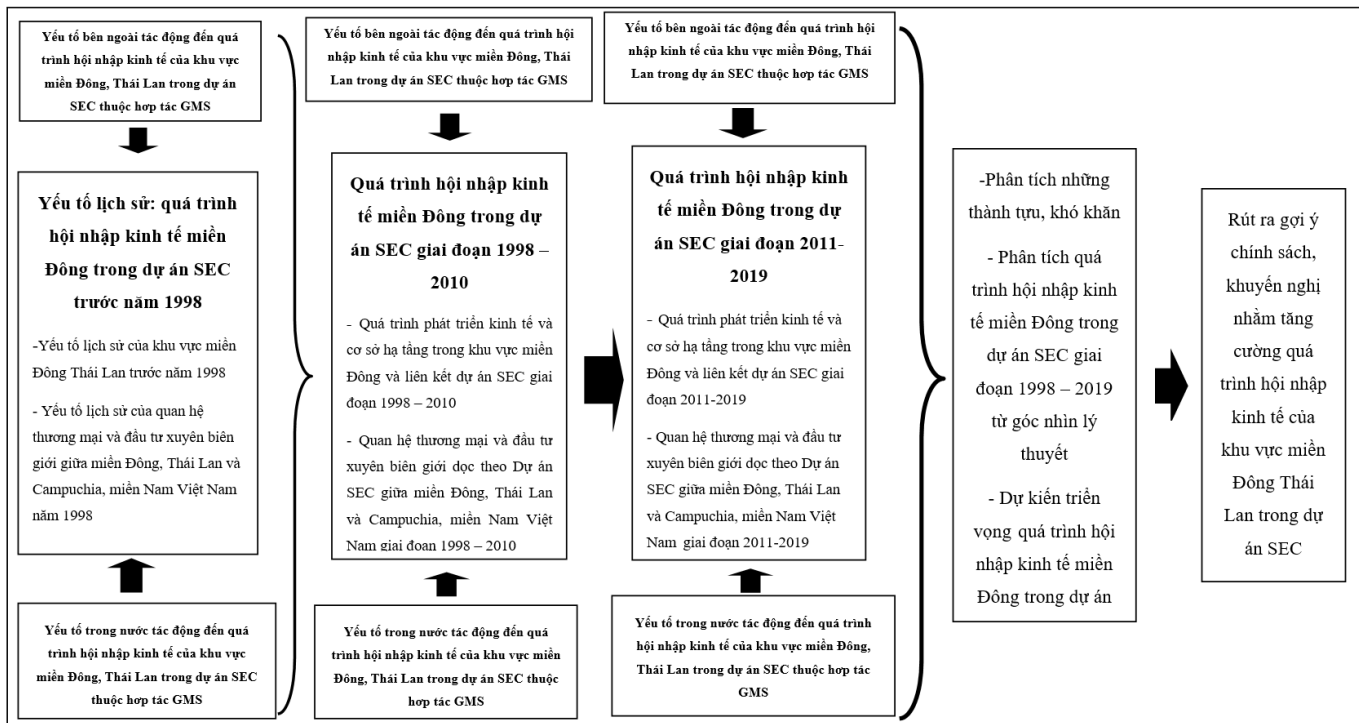 Yếu tố bên ngoài tác động đến quá
trình hội nhập kinh tế của khu vực
miền Đông, Thái Lan trong dự án
SEC thuộc hợp tác GMS
Yếu tố lịch sử: quá trình
hội nhập kinh tế miền
Đông trong dự án SEC
trước năm 1998
-Yếu tố lịch sử của khu vực miền
Đông Thái Lan trước năm 1998
- Yếu tố lịch sử của quan hệ
thương mại và đầu tư xuyên biên
giới giữa miền Đông, Thái Lan và
Campuchia, miền Nam Việt Nam
năm 1998
Yếu tố trong nước tác động đến quá
trình hội nhập kinh tế của khu vực
miền Đông, Thái Lan trong dự án SEC
thuộc hơp tác GMS
Yếu tố bên ngoài tác động đến quá trình hội
nhập kinh tế của khu vực miền Đông, Thái
Lan trong dự án SEC thuộc hợp tác GMS
Quá trình hội nhập kinh
tế miền Đông trong dự
án SEC giai đoạn 1998 –
2010
- Quá trình phát triển kinh tế và
cơ sở hạ tầng trong khu vực miền
Đông và liên kết dự án SEC giai
đoạn 1998 – 2010
- Quan hệ thương mại và đầu tư
xuyên biên giới dọc theo Dự án
SEC giữa miền Đông, Thái Lan
và Campuchia, miền Nam Việt
Nam giai đoan 1998 – 2010
Yếu tố trong nước tác động đến quá
trình hội nhập kinh tế của khu vực miền
Đông, Thái Lan trong dự án SEC thuộc
hơp tác GMS
Yếu tố bên ngoài tác động đến quá trình hội
nhập kinh tế của khu vực miền Đông, Thái
Lan trong dự án SEC thuộc hợp tác GMS
Quá trình hội nhập kinh
tế miền Đông trong dự
án SEC giai đoạn 2011-
2019
- Quá trình phát triển kinh tế và
cơ sở hạ tầng trong khu vực miền
Đông và liên kết dự án SEC giai
đoạn 2011-2019
- Quan hệ thương mại và đầu tư
xuyên biên giới dọc theo Dự án
SEC giữa miền Đông, Thái Lan
và Campuchia, miền Nam Việt
Nam giai đoạn 2011-2019
Yếu tố trong nước tác động đến quá trình
hội nhập kinh tế của khu vực miền Đông,
Thái Lan trong dự án SEC thuộc hơp tác
GMS
-Phân tích những
thành tựu, khó khăn
- Phân tích quá
trình hội nhập kinh
tế miền Đông trong
dự án SEC giai
đoạn 1998 – 2019
từ góc nhìn lý
thuyết
- Dự kiến triển
vọng quá trình hội
nhập kinh tế miền
Đông trong dự án
Rút ra gợi ý
chính sách,
khuyến nghị
nhằm tăng
cường quá
trình hội nhập
kinh tế của
khu vực miền
Đông Thái
Lan trong dự
án SEC